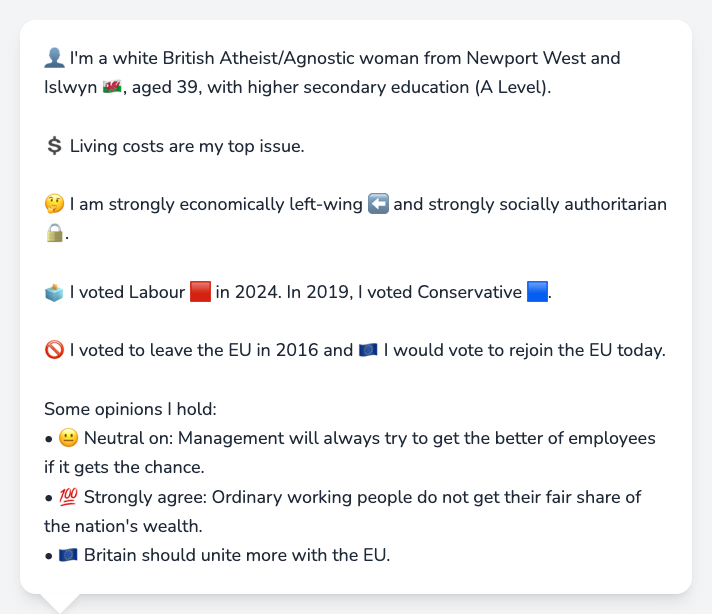 👤 I'm a white British Atheist/Agnostic woman from Newport West and
Islwyn 🏴󠁧󠁢󠁷󠁬󠁳󠁿, aged 39, with higher secondary education (A Level).
💲 Living costs are my top issue.
🤔 I am strongly economically left-wing ⬅️ and strongly socially authoritarian
🔒.
🗳️ I voted Labour 🟥 in 2024. In 2019, I voted Conservative 🟦.
🚫 I voted to leave the EU in 2016 and 🇪🇺 I would vote to rejoin the EU today.
Some opinions I hold:
• 😐 Neutral on: Management will always try to get the better of employees
if it gets the chance.
• 💯 Strongly agree: Ordinary working people do not get their fair share of
the nation's wealth.
• 🇪🇺 Britain should unite more with the EU.